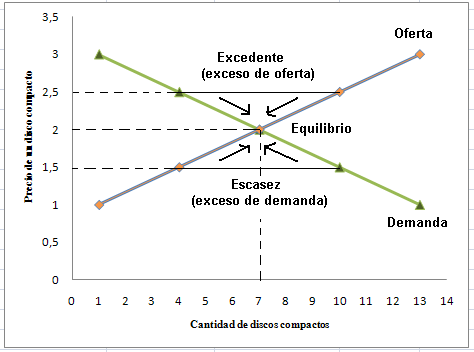 3,5
3
2,5
2
1,5
1
0,5
0
Precio de un disco compacto
Oferta
Excedente
(exceso de oferta)
Equilibrio
Escasez
(exceso de demanda)
Demanda
0 1 2 3 4 5 6 7 8 9 10 11 12 13 14
Cantidad de discos compactos